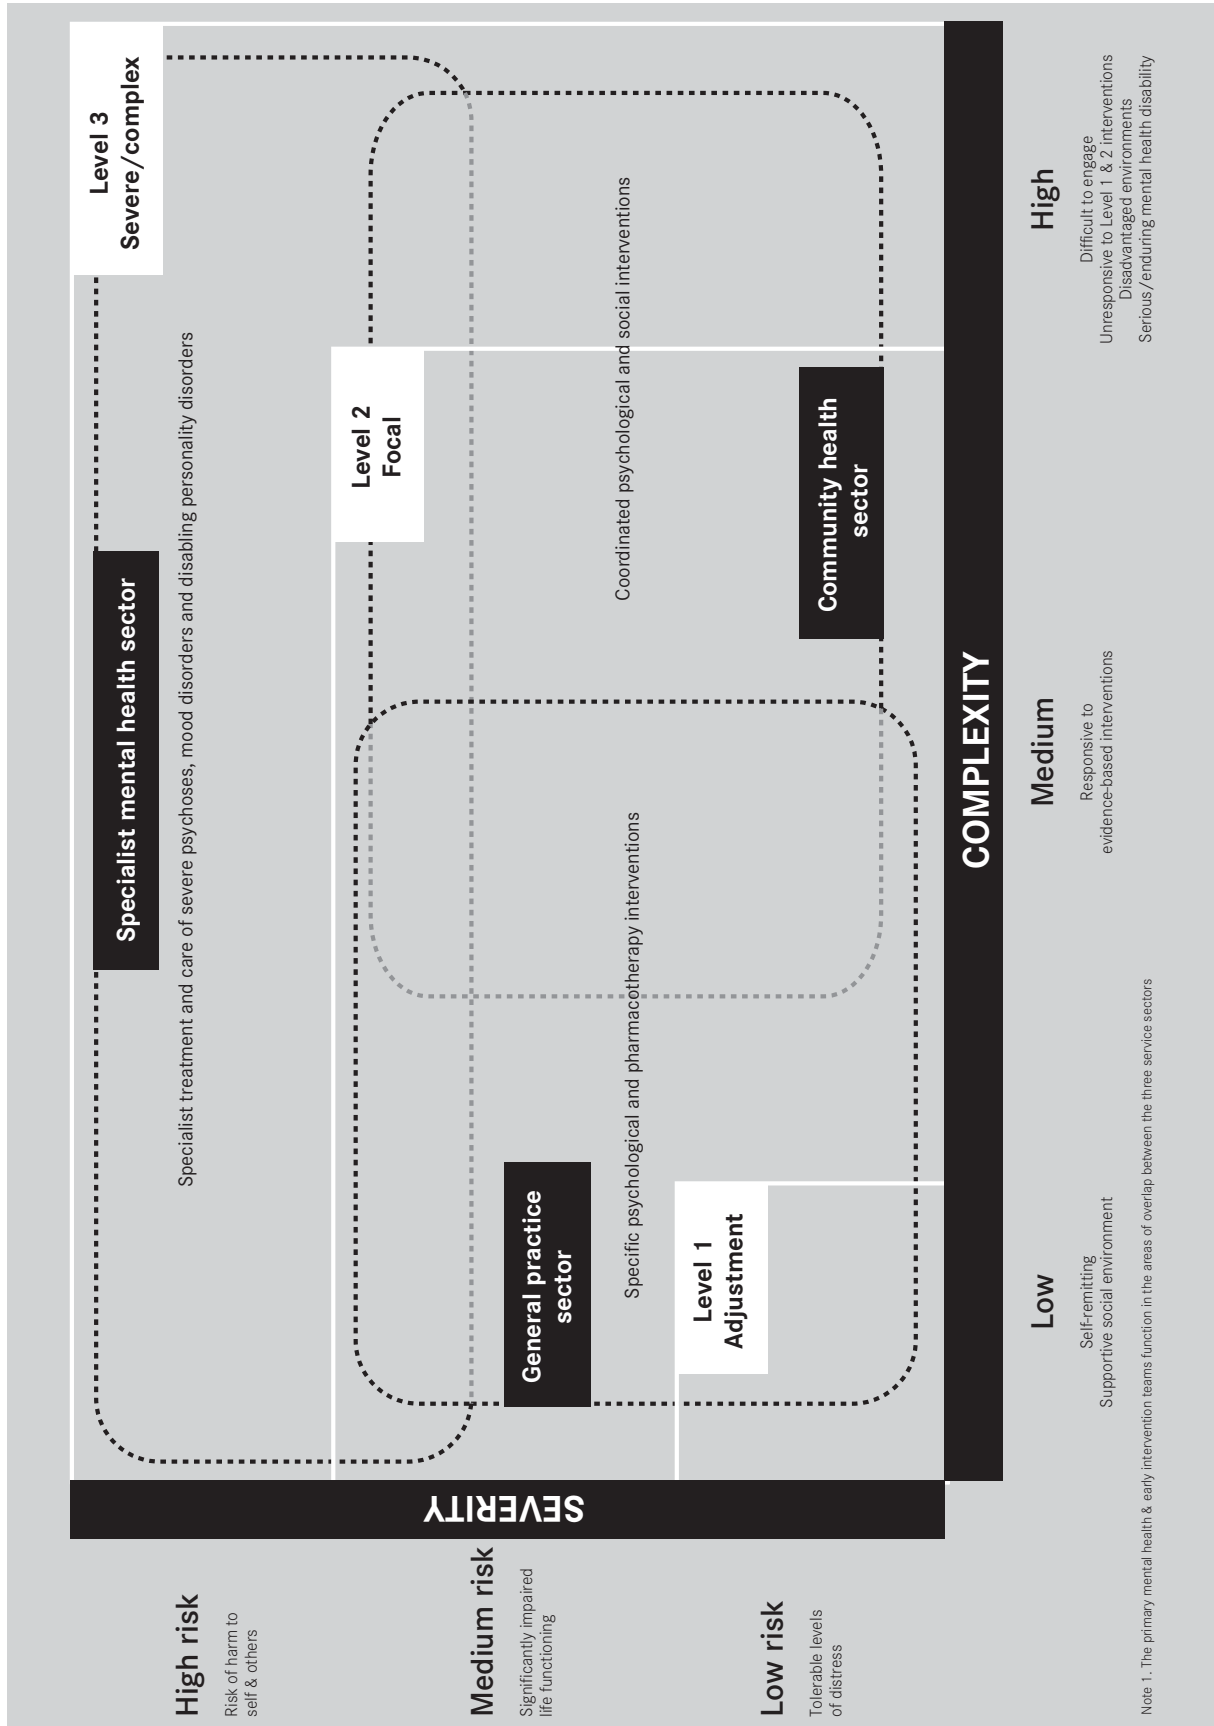 Level 3
Severe/complex
Specialist mental health sector
Specialist treatment and care of severe psychoses, mood disorders and disabling personality disorders
Level 2
Focal
Coordinated psychological and social interventions
Community health
sector
General practice
sector
Specific psychological and pharmacotherapy interventions
Level 1
Adjustment
SEVERITY
High risk
Risk of harm to
self & others
Medium risk
Significantly impaired
life functioning
Low risk
Tolerable levels
of distress
COMPLEXITY
Low
Self-remitting
Supportive social environment
Medium
Responsive to
evidence-based interventions
High
Difficult to engage
Unresponsive to Level 1 & 2 interventions
Disadvantaged environments
Serious/enduring mental health disability
Note 1. The primary mental health & early intervention teams function in the areas of overlap between the three service sectors